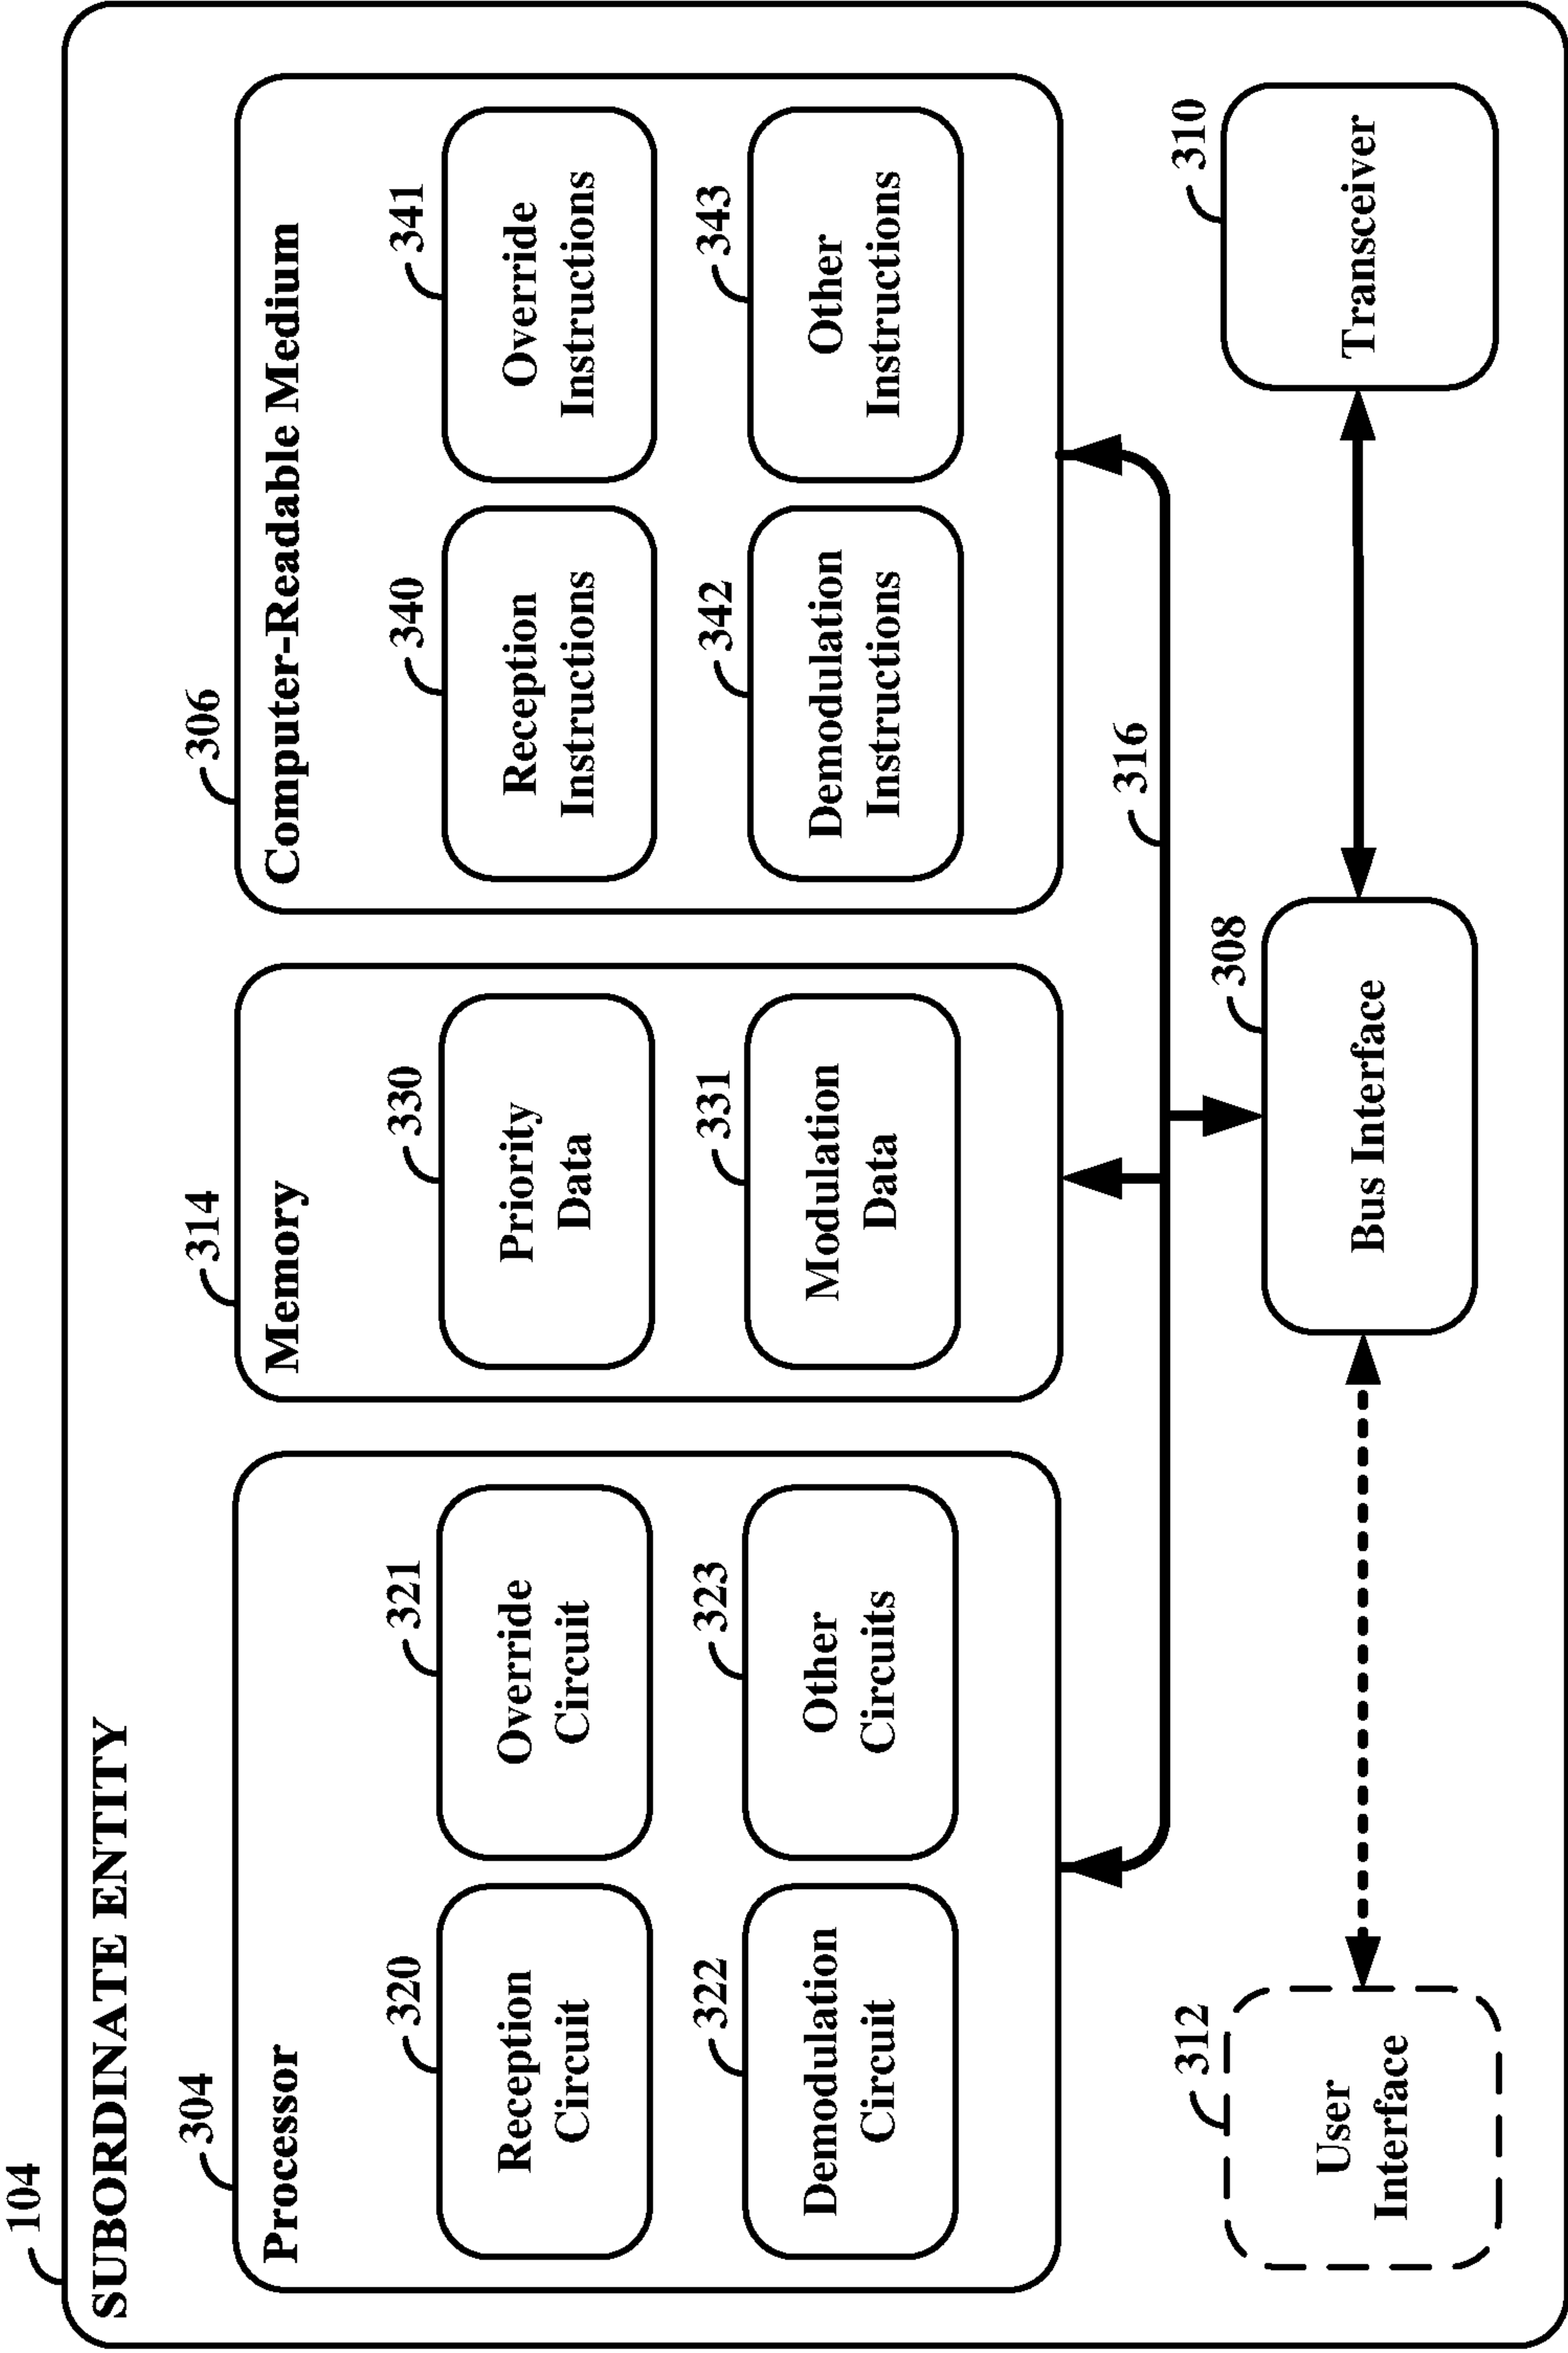 104
SUBORDINATE ENTITY
304
Processor
320
Reception
Circuit
321
Override
Circuit
322
Demodulation
Circuit
323
Other
Circuits
314
Memory
330
Priority
Data
331
Modulation
Data
306
Computer-Readable Medium
340
Reception
Instructions
341
Override
Instructions
342
Demodulation
Instructions
343
Other
Instructions
316
312
User
Interface
308
Bus Interface
310
Transceiver